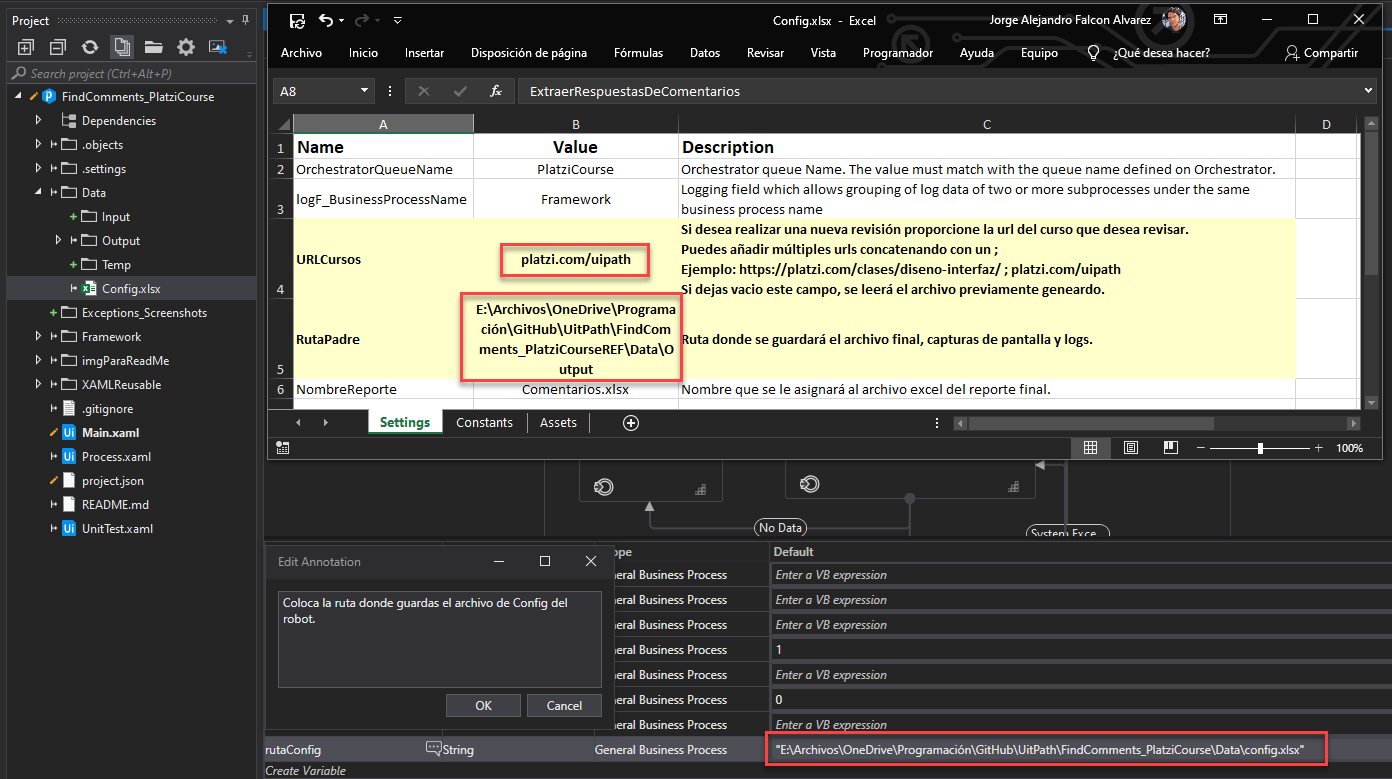 Project
Search project (Ctrl+Alt+P)
FindComments_PlatziCourse
Dependencies
.objects
.settings
Data
Input
Output
Temp
Config.xlsx
Exceptions_Screenshots
Framework
imgParaReadMe
XAMLReusable
.gitignore
Main.xaml
Process.xaml
project.json
README.md
UnitTest.xaml
Config.xlsx - Excel
Jorge Alejandro Falcon Alvarez
Archivo Inicio Insertar Disposición de página Fórmulas Datos Revisar Vista Programador Ayuda Equipo ¿Qué desea hacer? Compartir
A8 fx ExtraerRespuestasDeComentarios
A B C D
1 Name Value Description
2 OrchestratorQueueName PlatziCourse Orchestrator queue Name. The value must match with the queue name defined on Orchestrator.
3 logF_BusinessProcessName Framework Logging field which allows grouping of log data of two or more subprocesses under the same
business process name
4 URLCursos platzi.com/uipath Si desea realizar una nueva revisión proporcione la url del curso que desea revisar.
Puedes añadir múltiples urls concatenando con un ;
Ejemplo: https://platzi.com/clases/diseno-interfaz/ ; platzi.com/uipath
Si dejas vacio este campo, se leerá el archivo previamente geneardo.
5 RutaPadre E:\Archivos\OneDrive\Programa
ción\GitHub\UitPath\FindCom
ments_PlatziCourseREF\Data\O
utput
Ruta donde se guardará el archivo final, capturas de pantalla y logs.
6 NombreReporte Comentarios.xlsx Nombre que se le asignará al archivo excel del reporte final.
Settings Constants Assets
100%
No Data
System Exce...
Edit Annotation
Coloca la ruta donde guardas el archivo de Config del
robot.
OK Cancel
ope Default
neral Business Process Enter a VB expression
neral Business Process Enter a VB expression
neral Business Process Enter a VB expression
neral Business Process 1
neral Business Process Enter a VB expression
neral Business Process 0
neral Business Process Enter a VB expression
rutaConfig String General Business Process "E:\Archivos\OneDrive\Programación\GitHub\UitPath\FindComments_PlatziCourse\Data\config.xlsx"
Create Variable